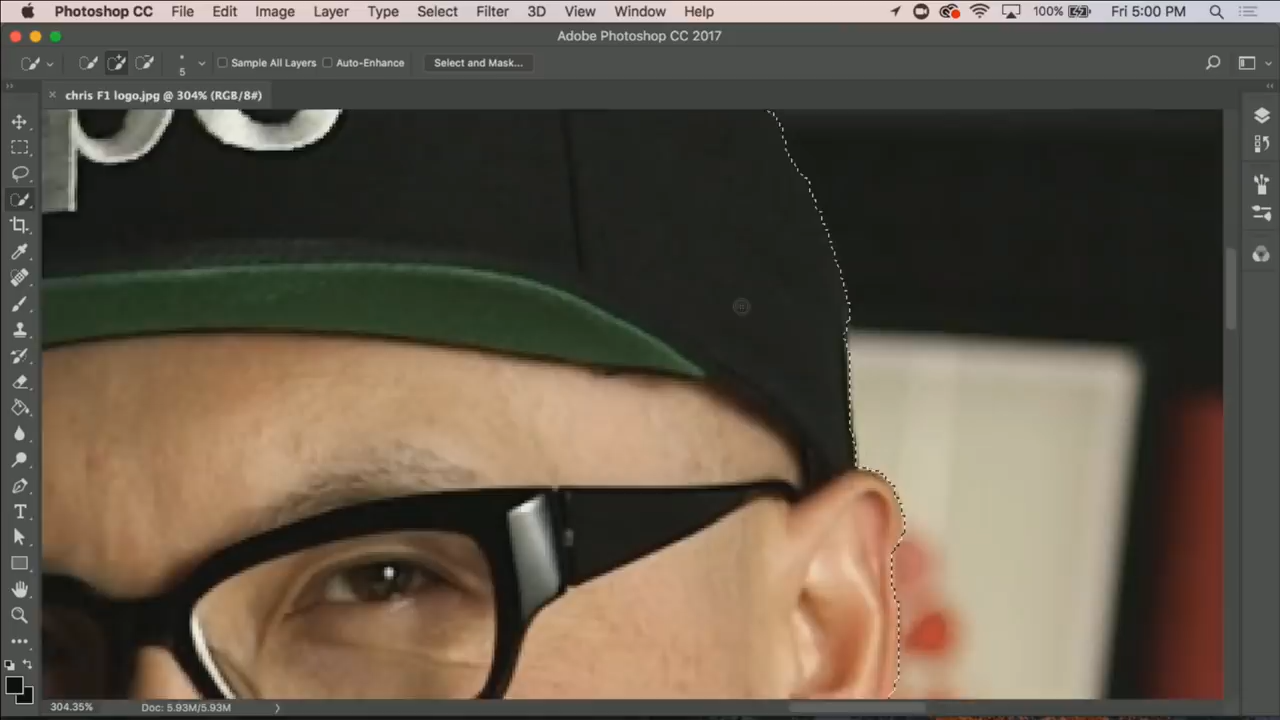 Photoshop CC File Edit Image Layer Type Select Filter 3D View Window Help 100% Fri 5:00 PM
Adobe Photoshop CC 2017
5 Sample All Layers Auto-Enhance Select and Mask...
× chris F1 logo.jpg @ 304% (RGB/8#)
304.35% Doc: 5.93M/5.93M